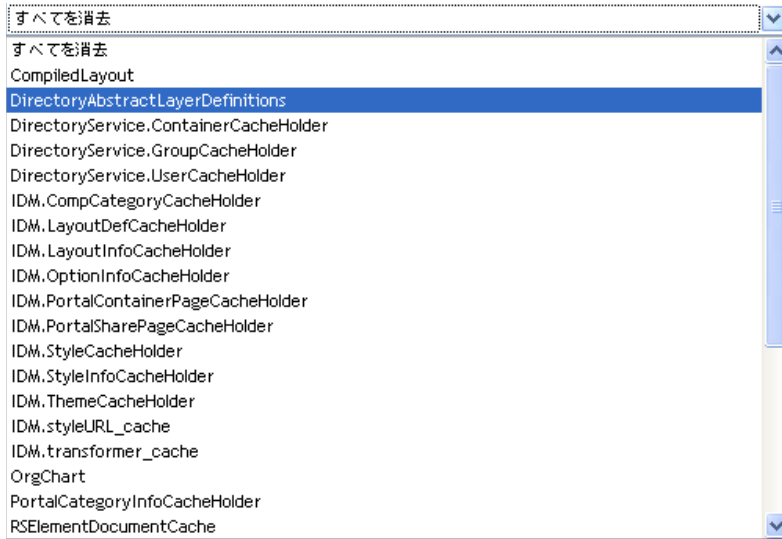 すべてを消去
すべてを消去
CompiledLayout
DirectoryAbstractLayerDefinitions
DirectoryService.ContainerCacheHolder
DirectoryService.GroupCacheHolder
DirectoryService.UserCacheHolder
IDM.CompCategoryCacheHolder
IDM.LayoutDefCacheHolder
IDM.LayoutInfoCacheHolder
IDM.OptionInfoCacheHolder
IDM.PortalContainerPageCacheHolder
IDM.PortalSharePageCacheHolder
IDM.StyleCacheHolder
IDM.StyleInfoCacheHolder
IDM.ThemeCacheHolder
IDM.styleURL_cache
IDM.transformer_cache
OrgChart
PortalCategoryInfoCacheHolder
RSElementDocumentCache